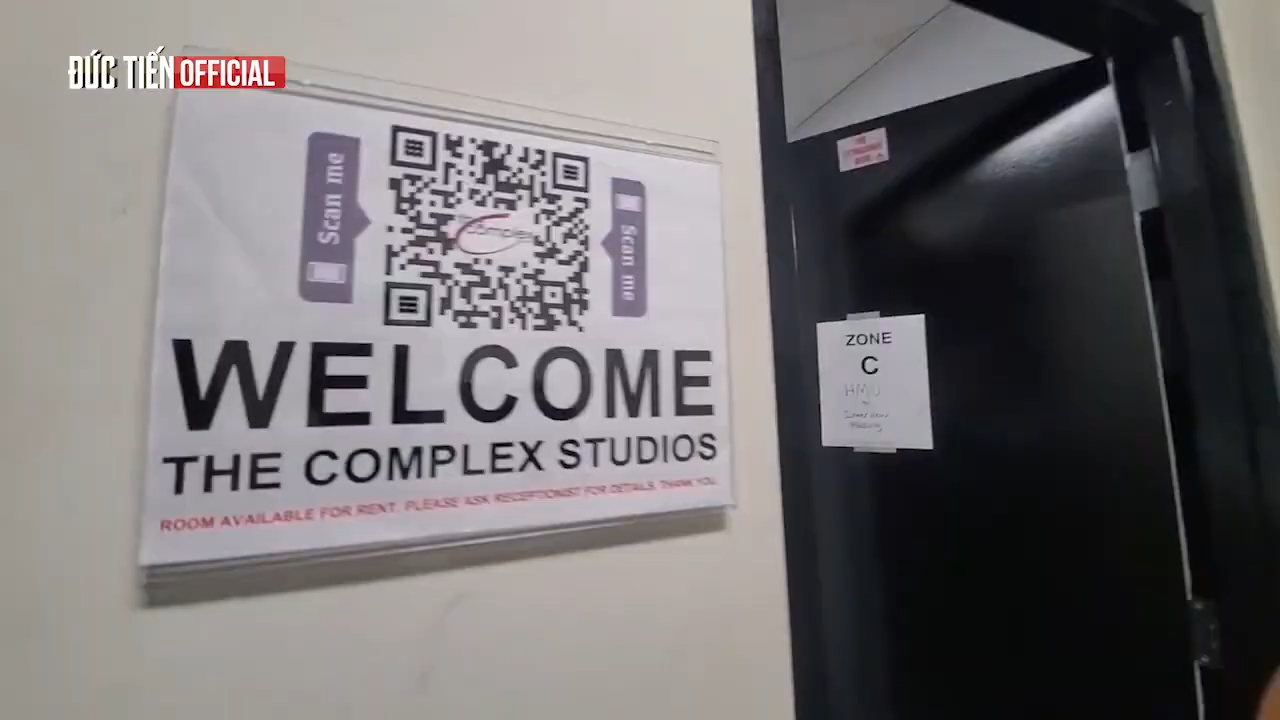 ĐỨC TIẾN OFFICIAL
Scan me
Complex
Scan me
WELCOME
THE COMPLEX STUDIOS
ROOM AVAILABLE FOR RENT. PLEASE ASK RECEPTIONIST FOR DETAILS. THANK YOU.
ZONE
C